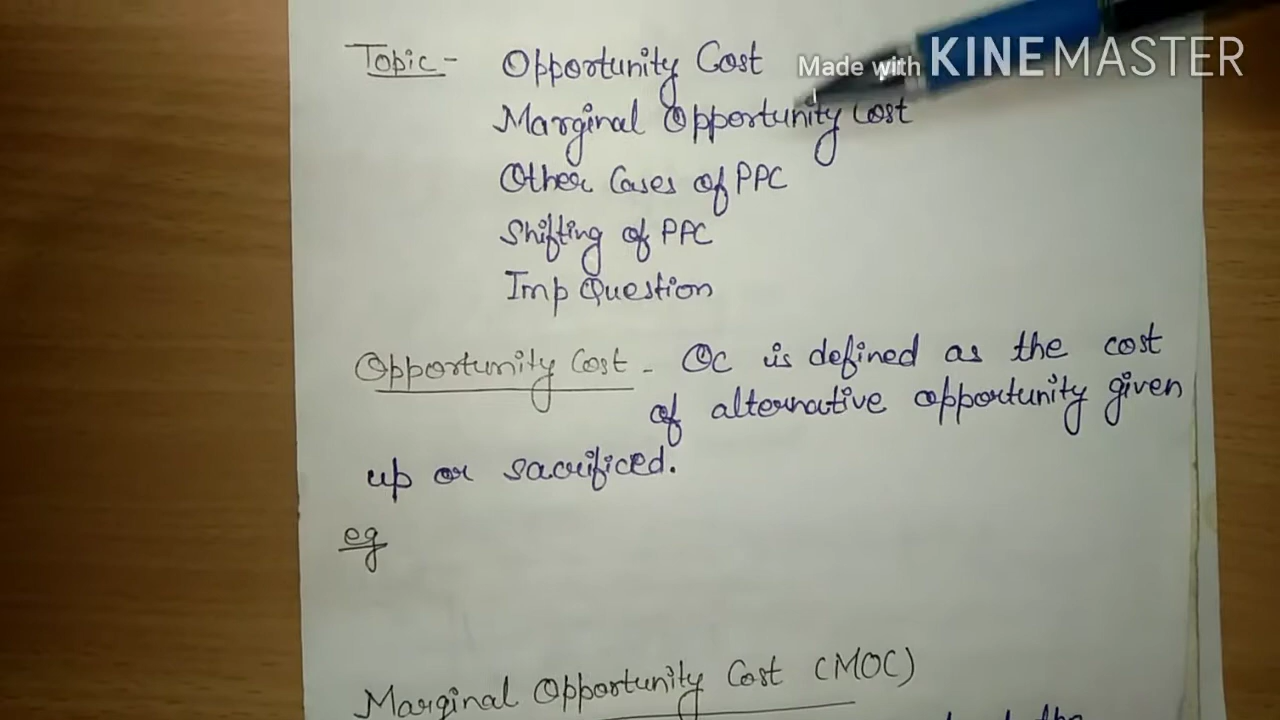 Topic - Opportunity Cost
Made with KINEMASTER
Marginal Opportunity Cost
Other Cases of PPC
Shifting of PPC
Imp Question
Opportunity Cost - OC is defined as the cost
of alternative opportunity given
up or sacrificed.
eg
Marginal Opportunity Cost (MOC)
the